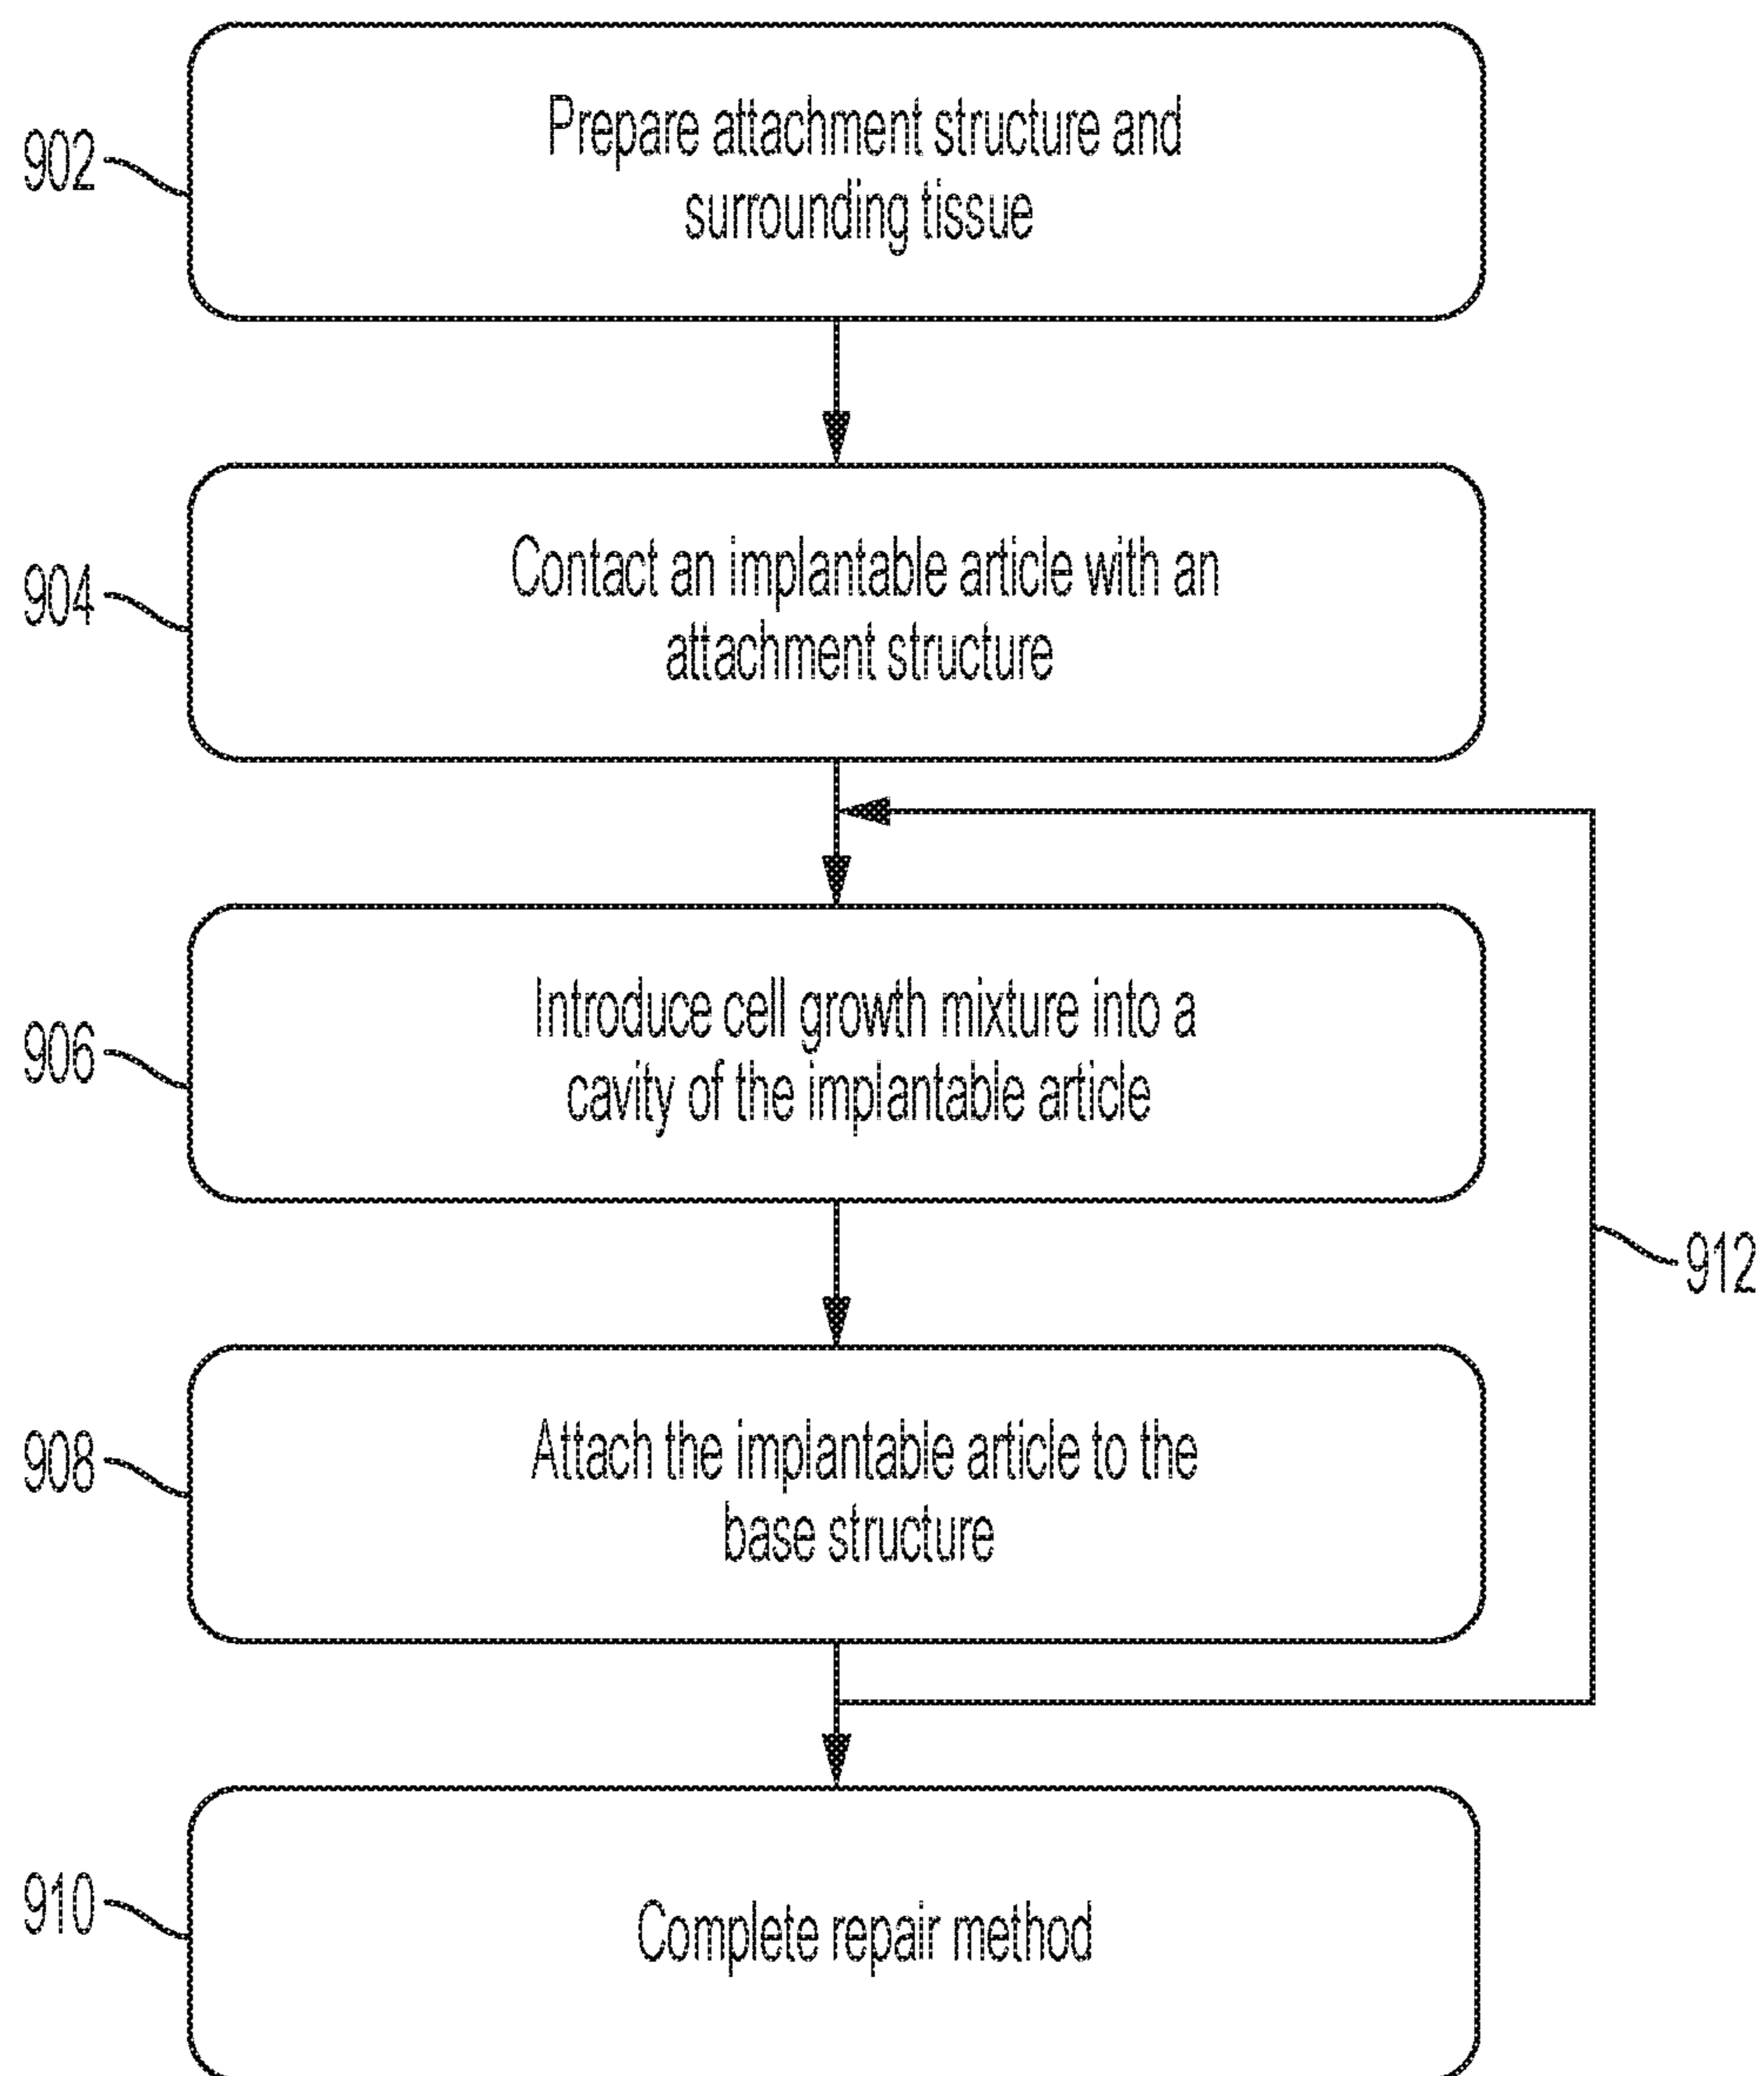 902
Prepare attachment structure and
surrounding tissue
904
Contact an implantable article with an
attachment structure
906
Introduce cell growth mixture into a
cavity of the implantable article
912
908
Attach the implantable article to the
base structure
910
Complete repair method